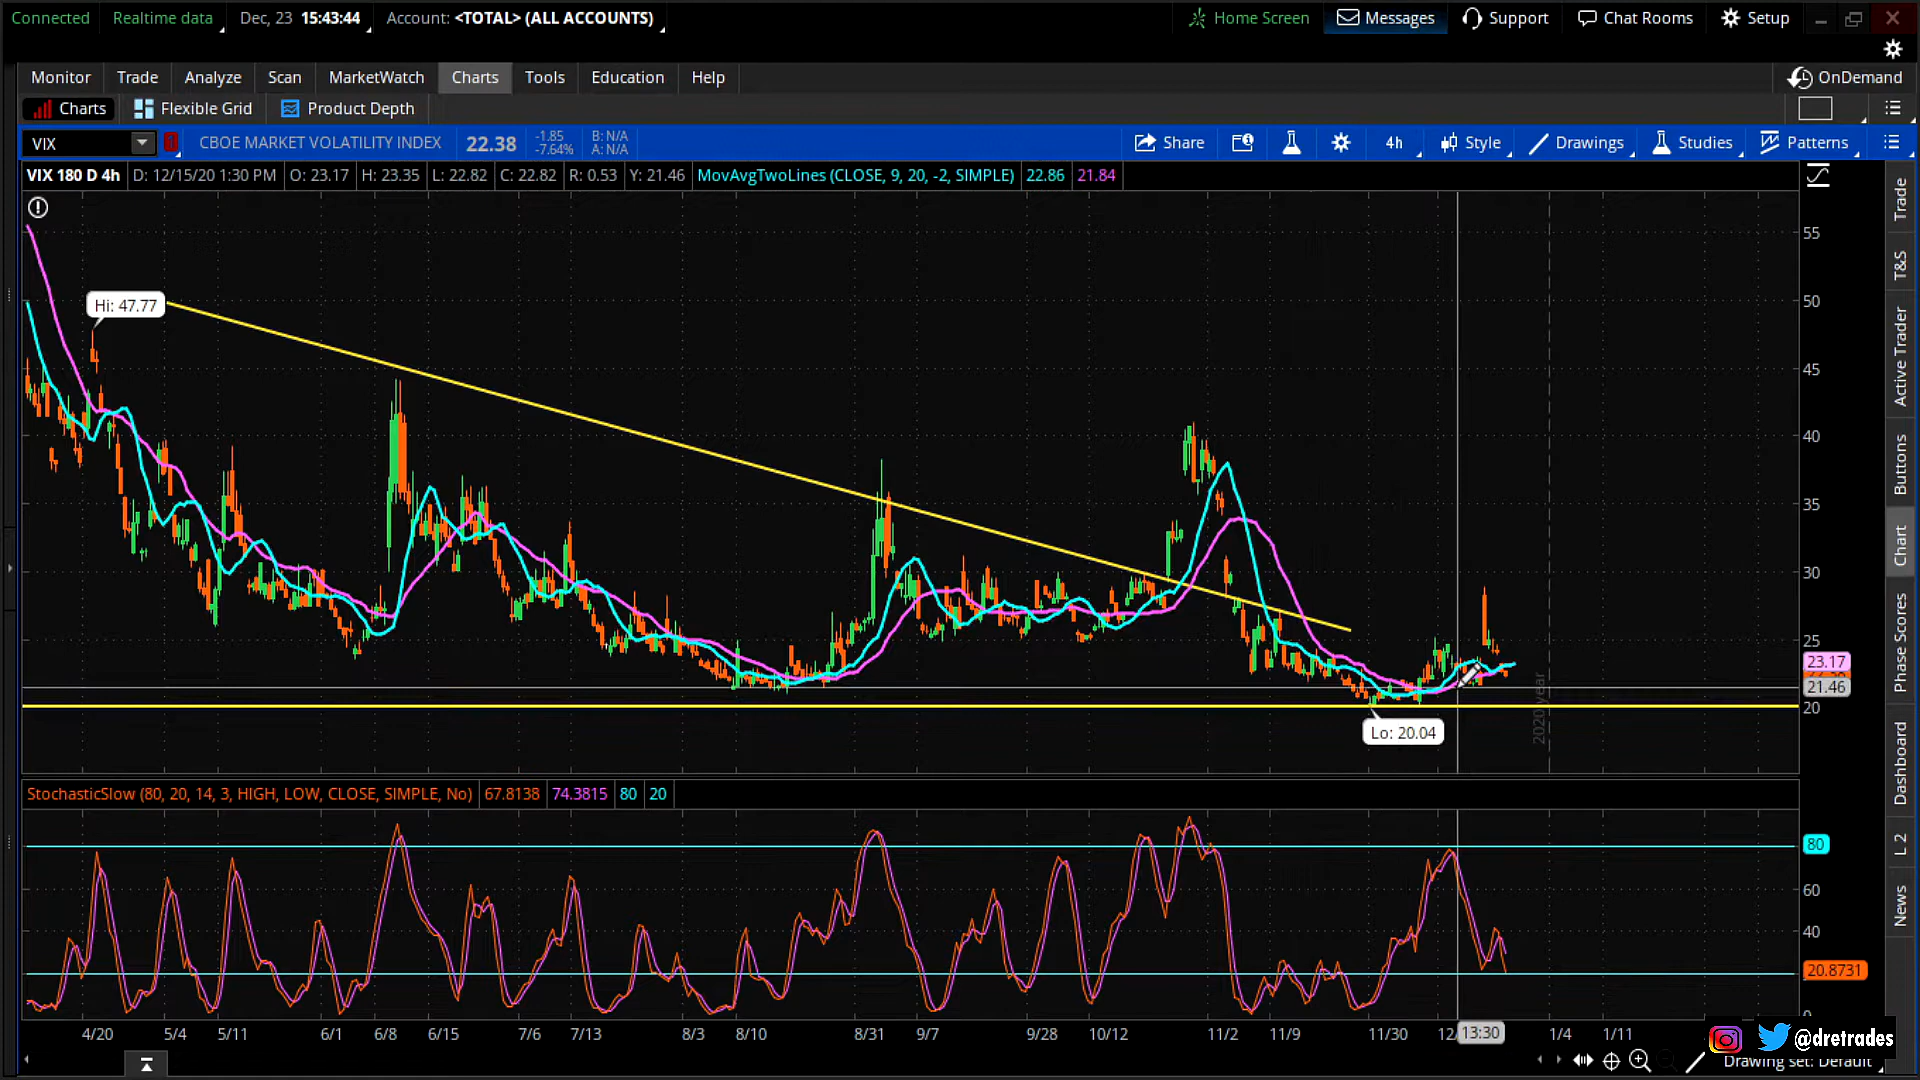 Connected Realtime data Dec, 23 15:43:44 Account: <TOTAL> (ALL ACCOUNTS) Home Screen Messages Support Chat Rooms Setup
Monitor Trade Analyze Scan MarketWatch Charts Tools Education Help OnDemand
Charts Flexible Grid Product Depth
VIX CBOE MARKET VOLATILITY INDEX 22.38 -1.85 B: N/A Share 4h Style Drawings Studies Patterns
-7.64% A: N/A
VIX 180 D 4h D: 12/15/20 1:30 PM O: 23.17 H: 23.35 L: 22.82 C: 22.82 R: 0.53 Y: 21.46 MovAvgTwoLines (CLOSE, 9, 20, -2, SIMPLE) 22.86 21.84
Hi: 47.77
55
50
45
40
35
30
25
23.17
21.46
20
Lo: 20.04
2020 year
StochasticSlow (80, 20, 14, 3, HIGH, LOW, CLOSE, SIMPLE, No) 67.8138 74.3815 80 20
80
60
40
20.8731
4/20 5/4 5/11 6/1 6/8 6/15 7/6 7/13 8/3 8/10 8/31 9/7 9/28 10/12 11/2 11/9 11/30 13:30 1/4 1/11
@dretrades
Drawing set: Default
Trade
T&S
Active Trader
Buttons
Chart
Phase Scores
Dashboard
L 2
News